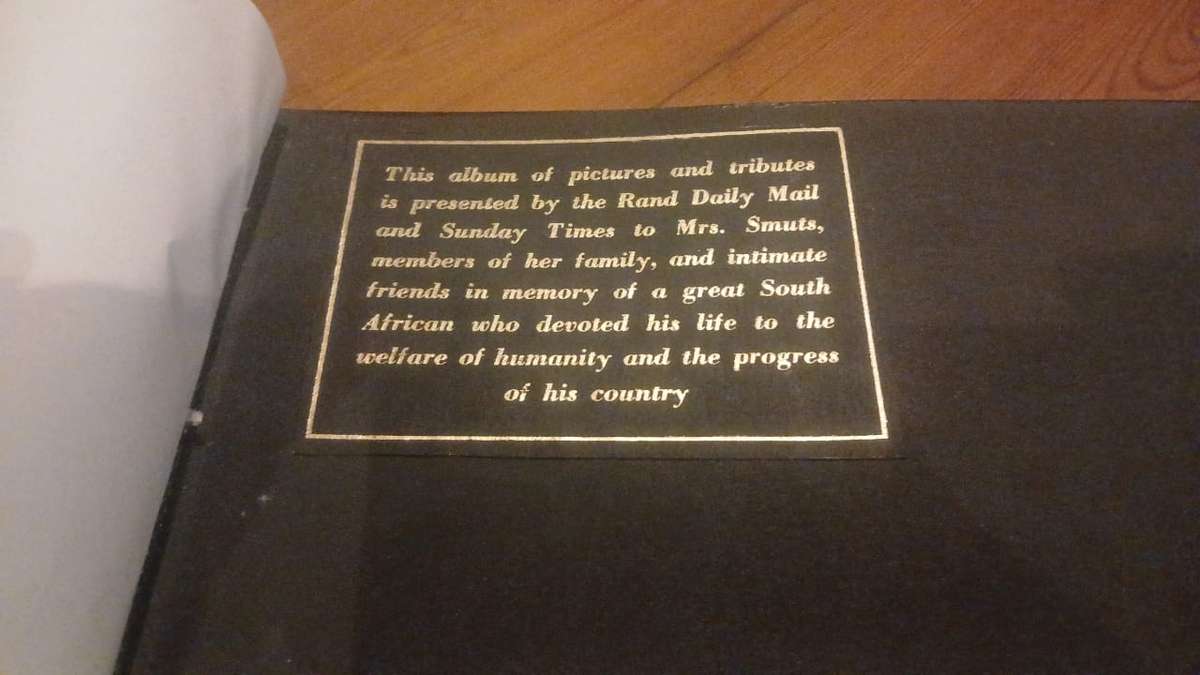 This album of pictures and tributes
is presented by the Rand Daily Mail
and Sunday Times to Mrs. Smuts,
members of her family, and intimate
friends in memory of a great South
African who devoted his life to the
welfare of humanity and the progress
of his country